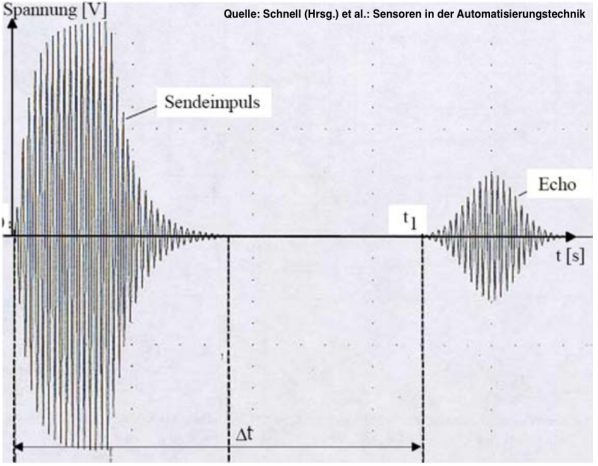 Spannung [V]
Quelle: Schnell (Hrsg.) et al.: Sensoren in der Automatisierungstechnik
Sendeimpuls
Echo
t1
t [s]
Δt